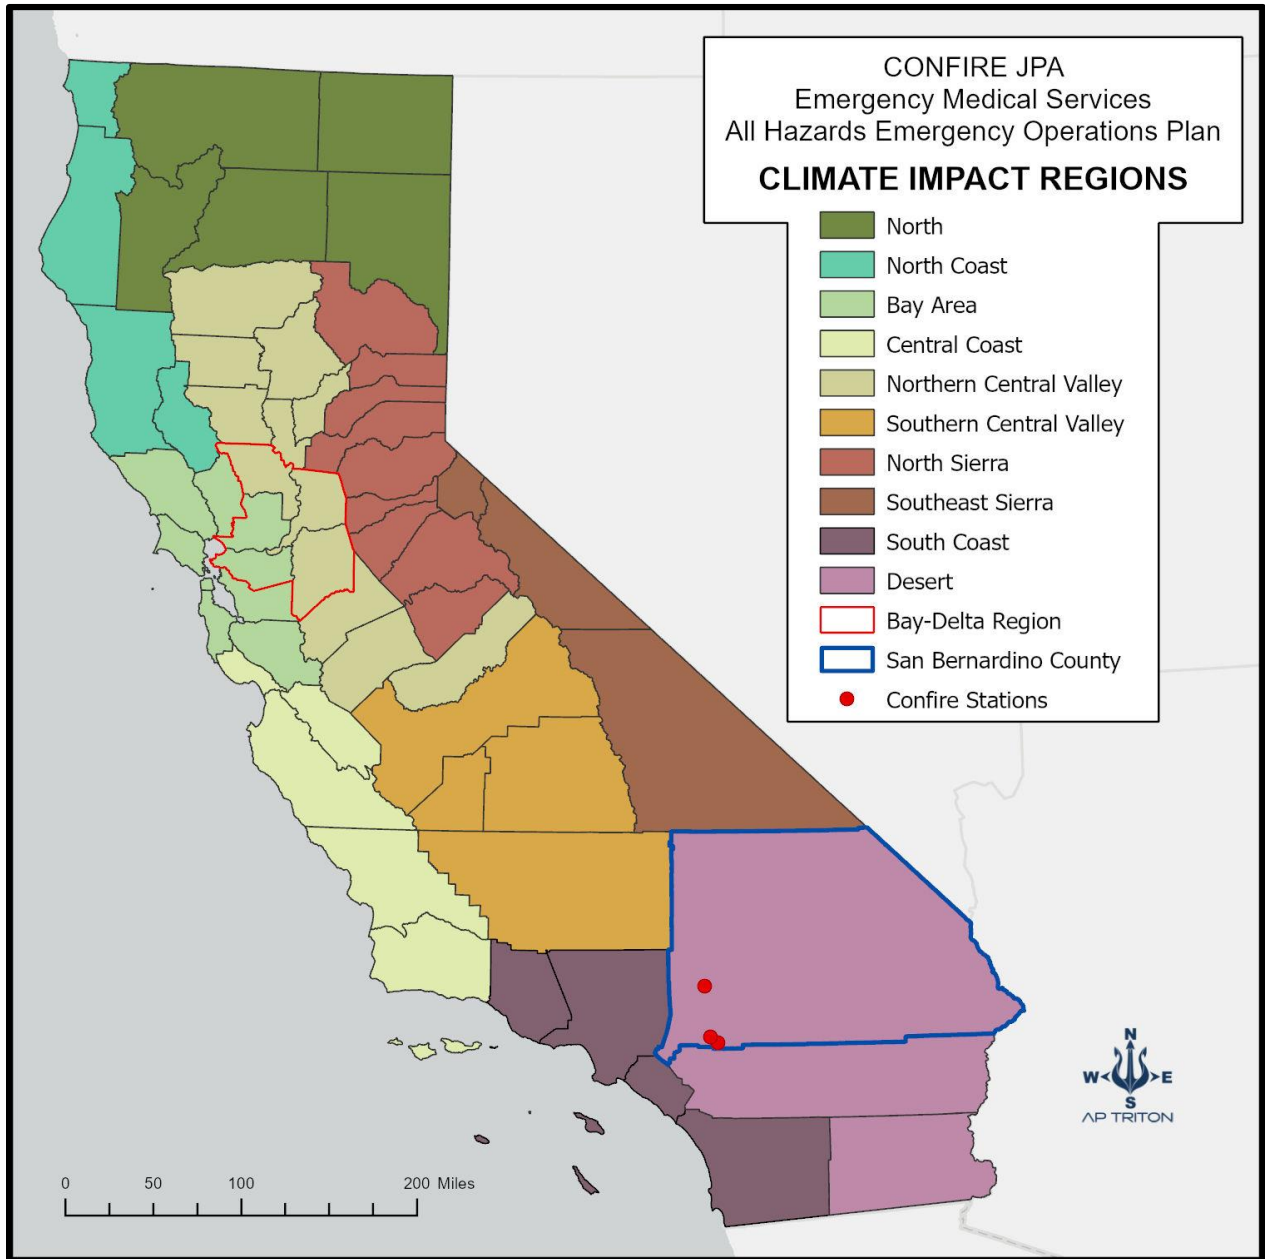 CONFIRE JPA
Emergency Medical Services
All Hazards Emergency Operations Plan
CLIMATE IMPACT REGIONS
North
North Coast
Bay Area
Central Coast
Northern Central Valley
Southern Central Valley
North Sierra
Southeast Sierra
South Coast
Desert
Bay-Delta Region
San Bernardino County
Confire Stations
N
W E
S
AP TRITON
0 50 100 200 Miles